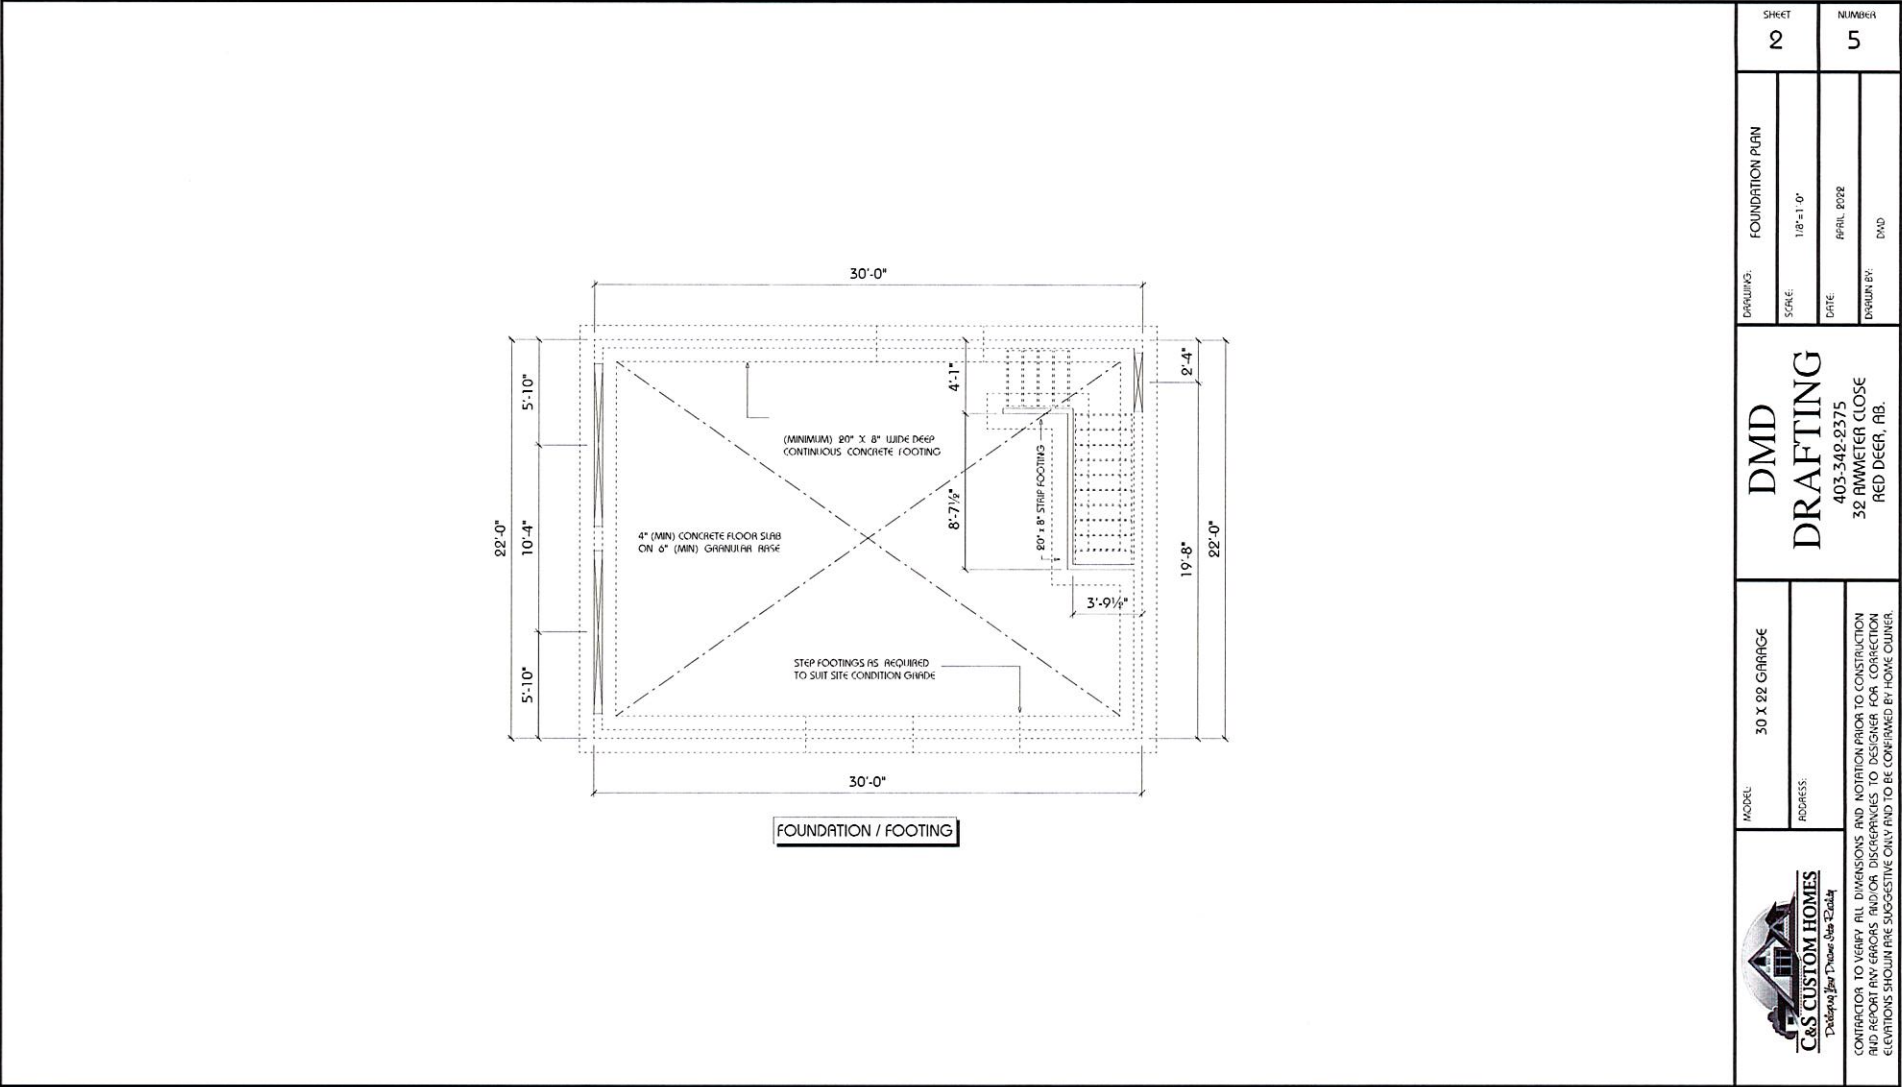 30'-0"
5'-10"
22'-0"
10'-4"
5'-10"
4'-1"
8'-7½"
2'-4"
19'-8"
22'-0"
3'-9½"
(MINIMUM) 20" X 8" WIDE DEEP
CONTINUOUS CONCRETE FOOTING
20" x 8" STRIP FOOTING
4" (MIN) CONCRETE FLOOR SLAB
ON 6" (MIN) GRANULAR BASE
STEP FOOTINGS AS REQUIRED
TO SUIT SITE CONDITION GRADE
30'-0"
FOUNDATION / FOOTING
SHEET
2
NUMBER
5
DRAWING: FOUNDATION PLAN
SCALE: 1/8"=1'-0"
DATE: APRIL, 2022
DRAWN BY: DMD
DMD
DRAFTING
403-342-2375
32 AMMETER CLOSE
RED DEER, AB.
MODEL: 30 X 22 GARAGE
ADDRESS:
CONTRACTOR TO VERIFY ALL DIMENSIONS AND NOTATION PRIOR TO CONSTRUCTION
AND REPORT ANY ERRORS AND/OR DISCREPANCIES TO DESIGNER FOR CORRECTION
ELEVATIONS SHOWN ARE SUGGESTIVE ONLY AND TO BE CONFIRMED BY HOME OWNER.
C&S CUSTOM HOMES
Developing Your Dreams Into Reality